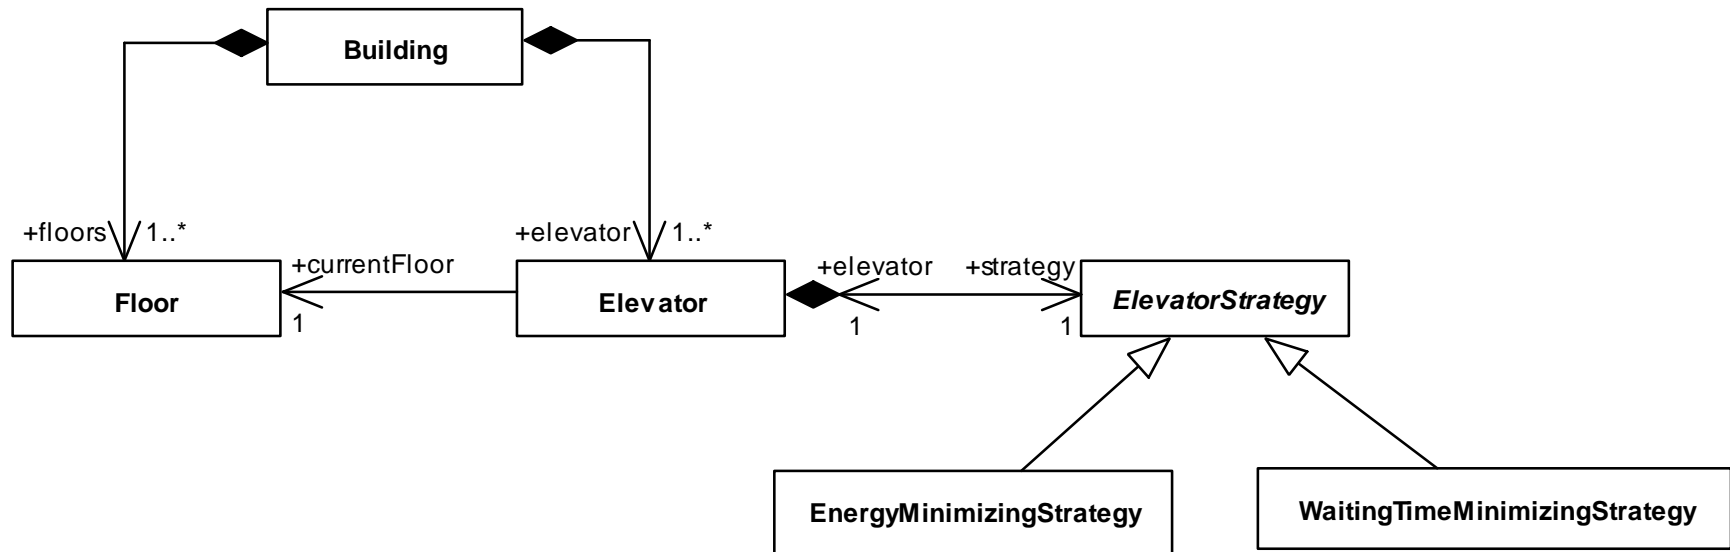 Building
+floors 1..*
+elevator 1..*
+currentFloor
1
+elevator
1
+strategy
1
Floor
Elevator
ElevatorStrategy
EnergyMinimizingStrategy
WaitingTimeMinimizingStrategy